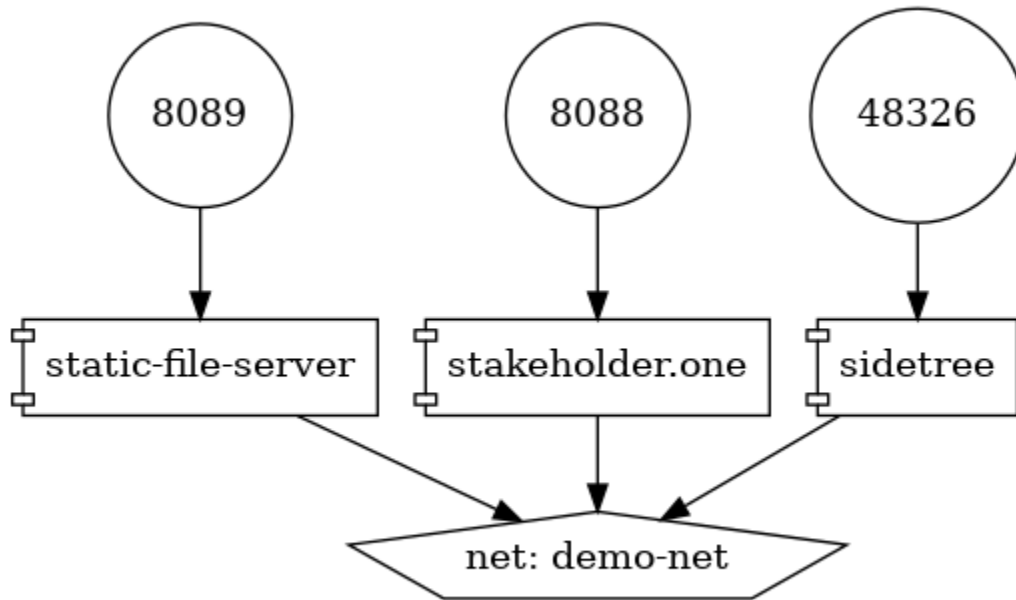 8089
8088
48326
static-file-server
stakeholder.one
sidetree
net: demo-net